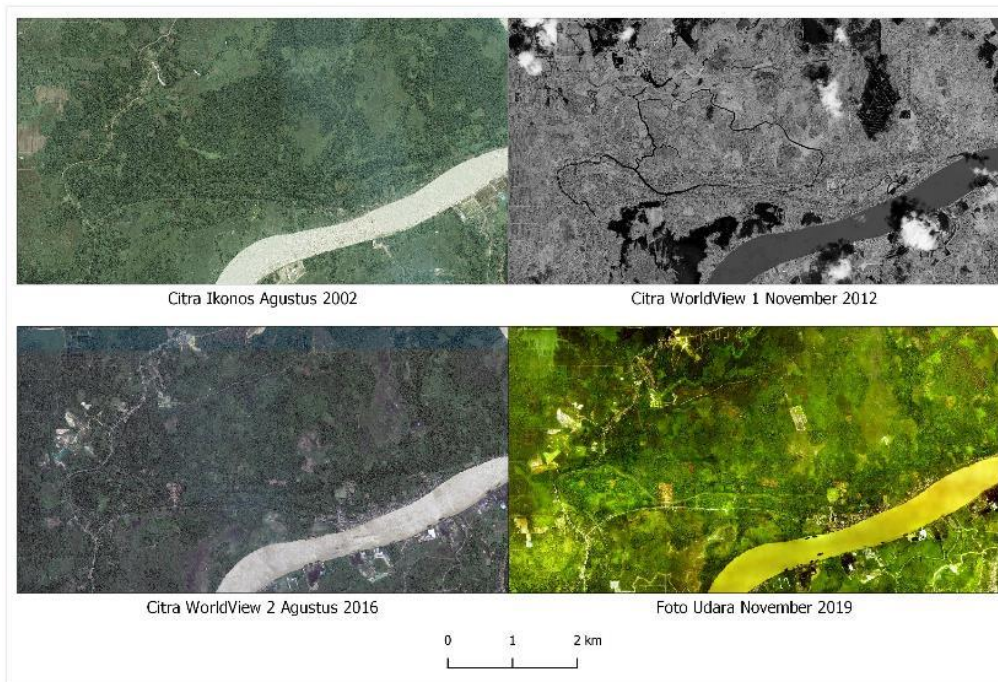 Citra Ikonos Agustus 2002
Citra WorldView 1 November 2012
Citra WorldView 2 Agustus 2016
Foto Udara November 2019
0 1 2 km